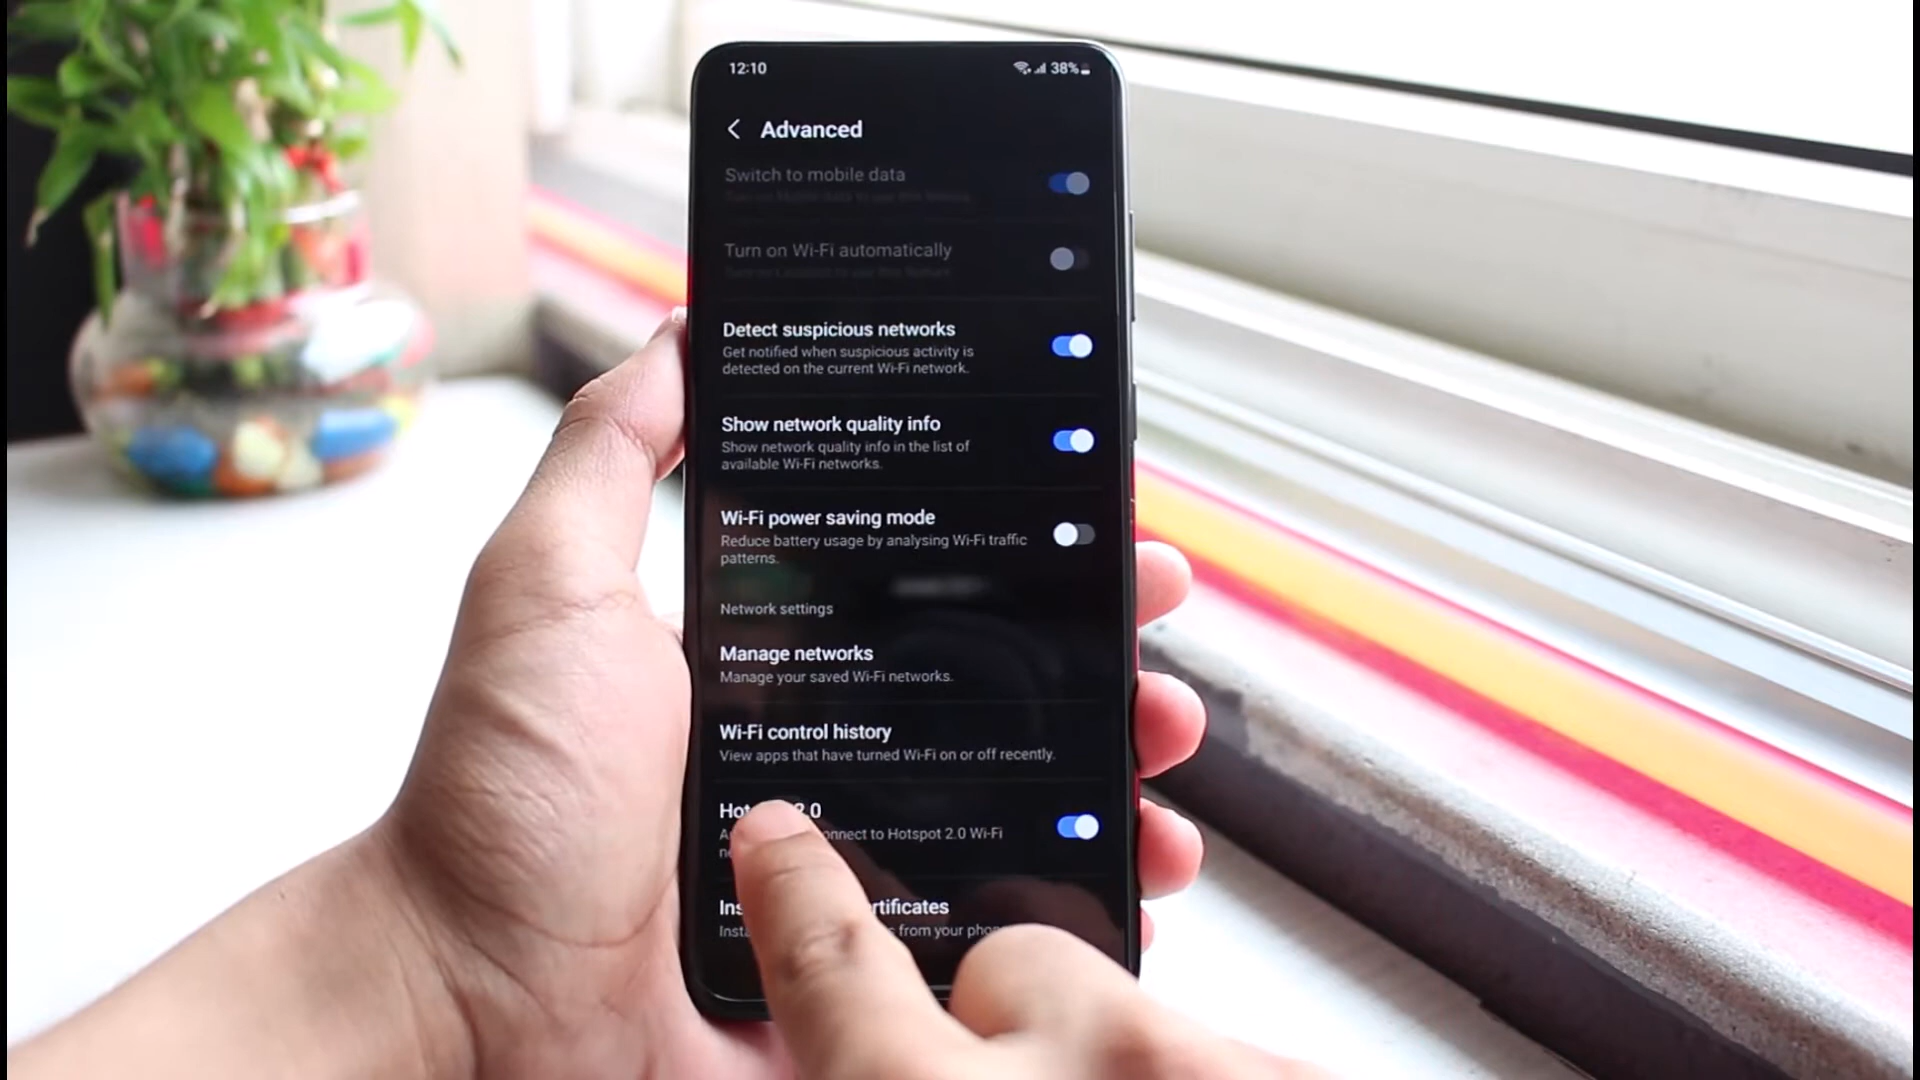 12:10
38%
Advanced
Switch to mobile data
Turn on Wi-Fi automatically
Detect suspicious networks
Get notified when suspicious activity is
detected on the current Wi-Fi network.
Show network quality info
Show network quality info in the list of
available Wi-Fi networks.
Wi-Fi power saving mode
Reduce battery usage by analysing Wi-Fi traffic
patterns.
Network settings
Manage networks
Manage your saved Wi-Fi networks.
Wi-Fi control history
View apps that have turned Wi-Fi on or off recently.
2.0
to Hotspot 2.0 Wi-Fi
from your